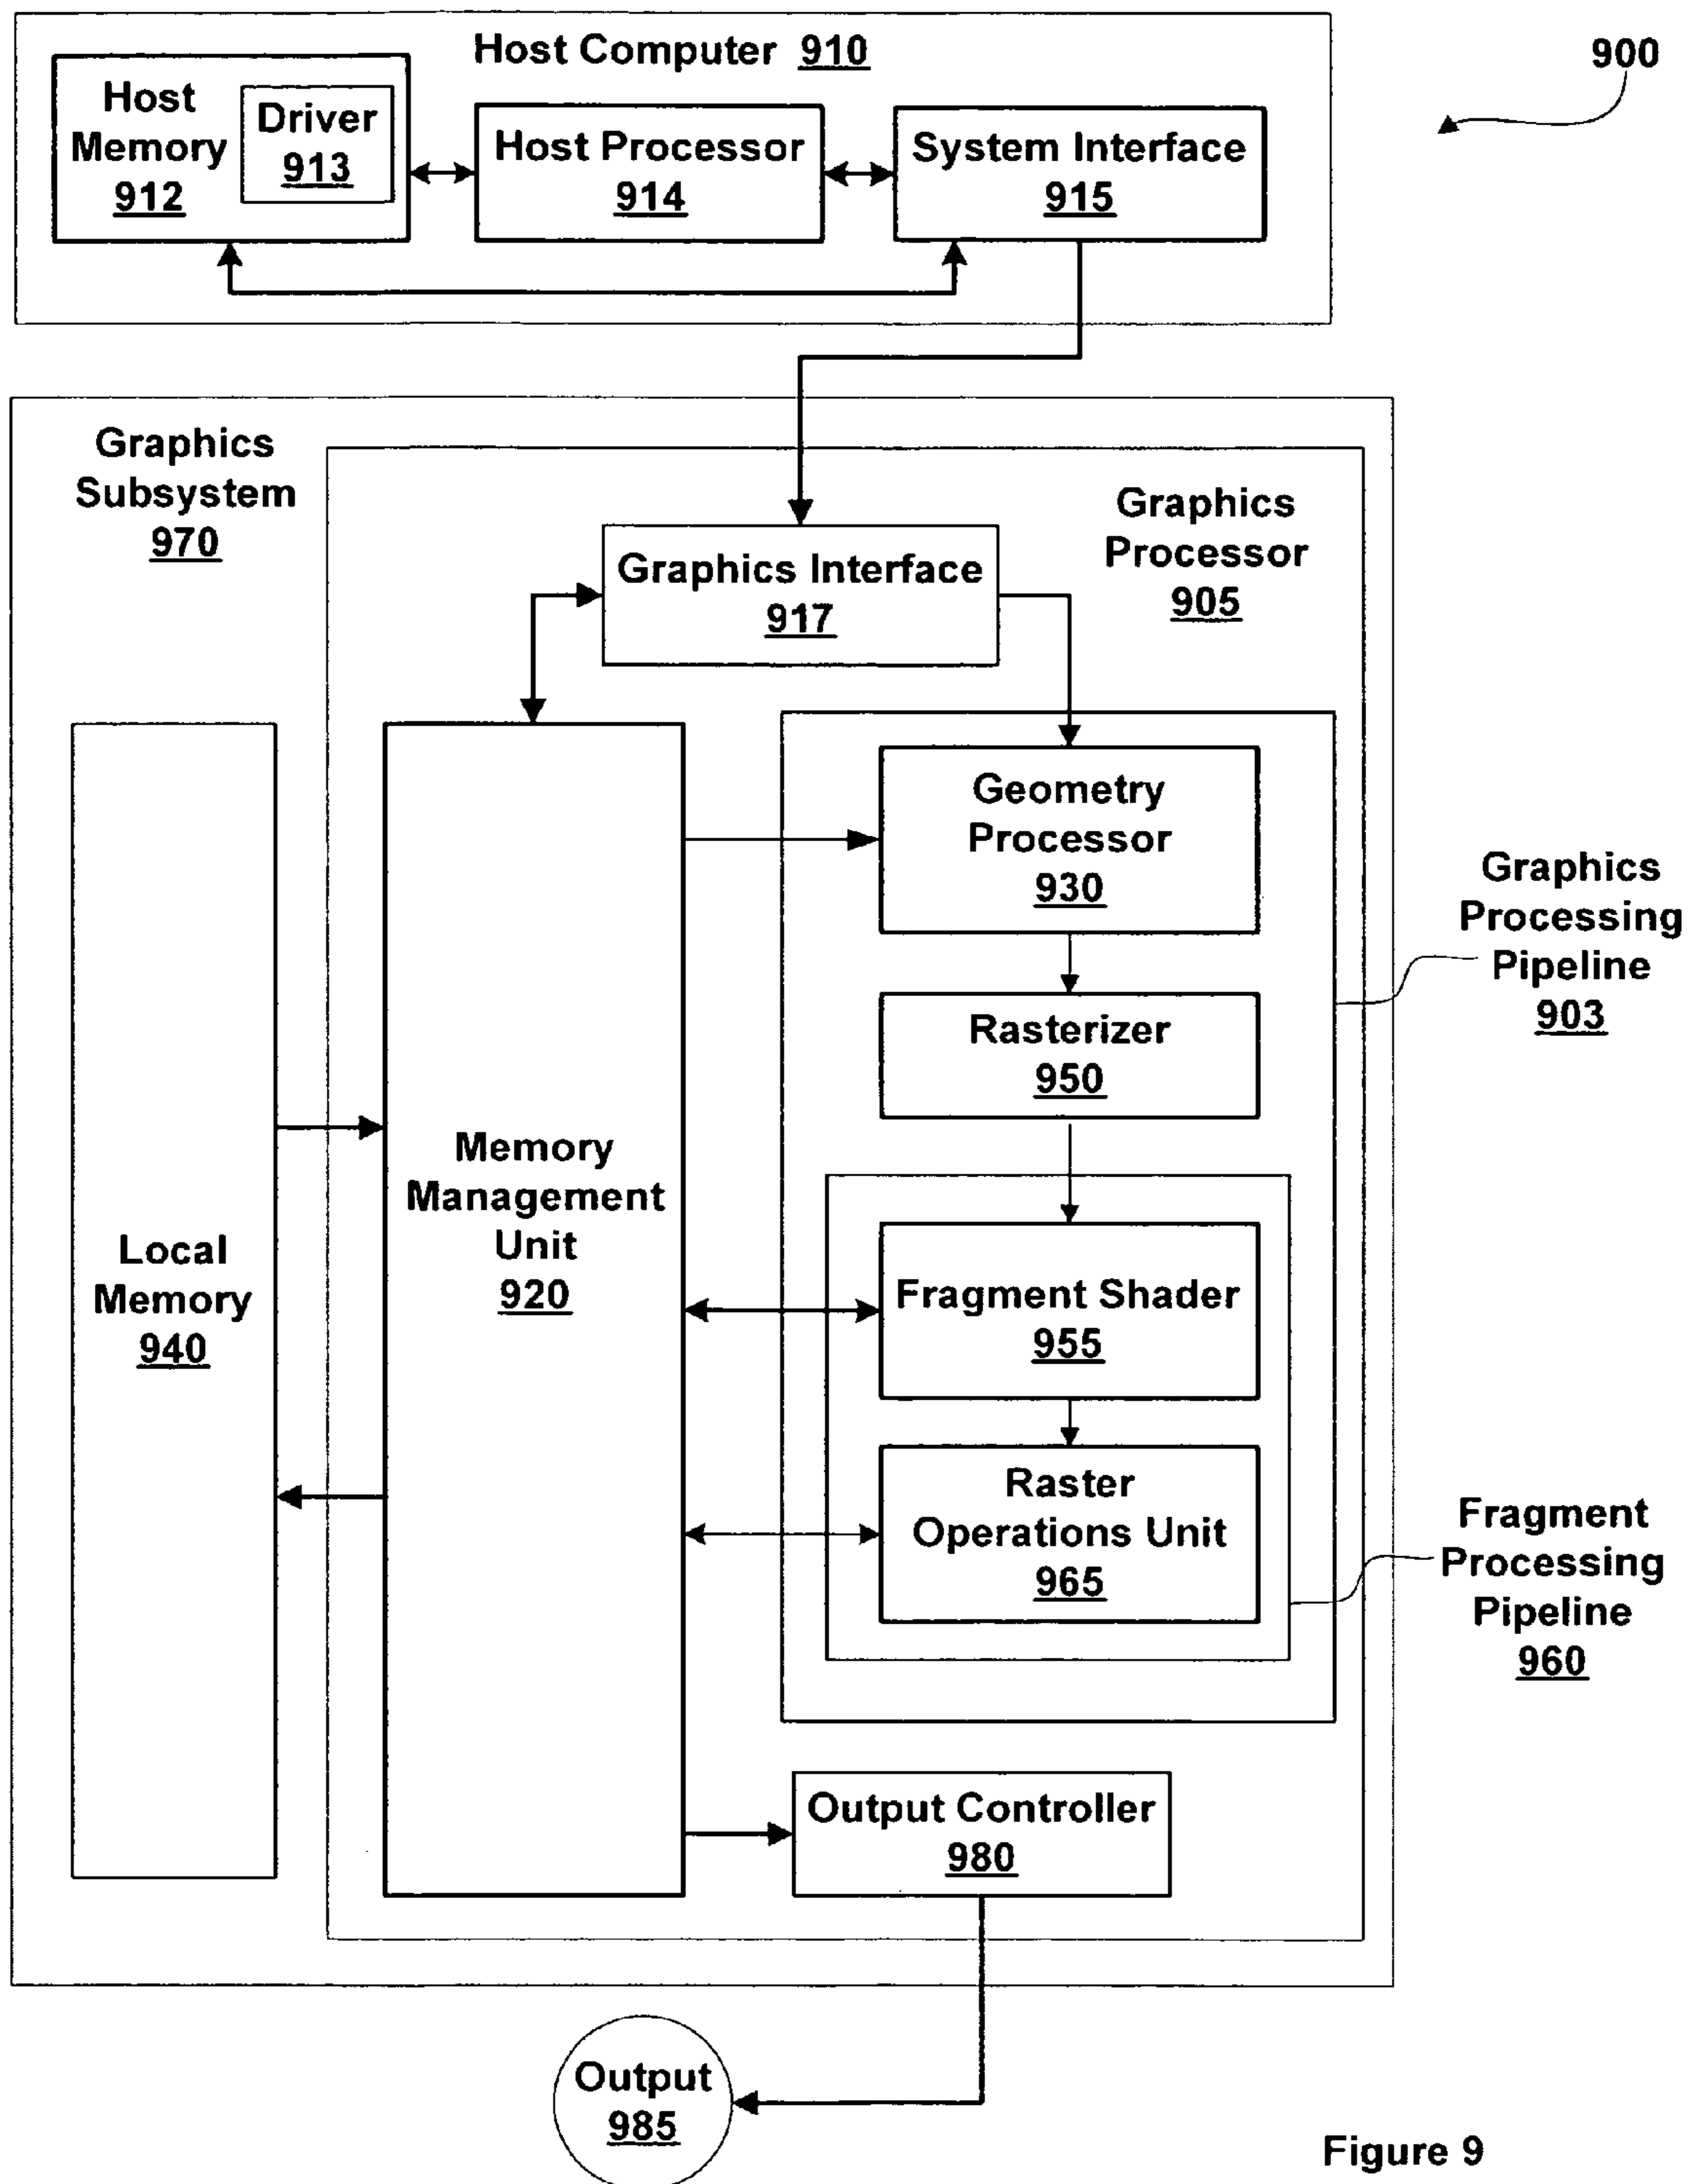 Host Computer 910
900
Host
Memory
912
Driver
913
Host Processor
914
System Interface
915
Graphics
Subsystem
970
Graphics
Processor
905
Graphics Interface
917
Geometry
Processor
930
Graphics
Processing
Pipeline
903
Rasterizer
950
Memory
Management
Unit
920
Local
Memory
940
Fragment Shader
955
Raster
Operations Unit
965
Fragment
Processing
Pipeline
960
Output Controller
980
Output
985
Figure 9